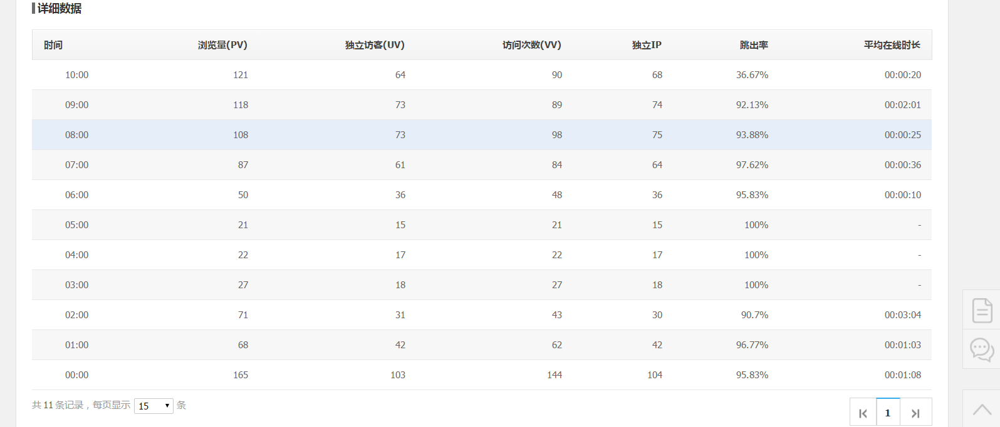 详细数据
时间 浏览量(PV) 独立访客(UV) 访问次数(VV) 独立IP 跳出率 平均在线时长
10:00 121 64 90 68 36.67% 00:00:20
09:00 118 73 89 74 92.13% 00:02:01
08:00 108 73 98 75 93.88% 00:00:25
07:00 87 61 84 64 97.62% 00:00:36
06:00 50 36 48 36 95.83% 00:00:10
05:00 21 15 21 15 100% -
04:00 22 17 22 17 100% -
03:00 27 18 27 18 100% -
02:00 71 31 43 30 90.7% 00:03:04
01:00 68 42 62 42 96.77% 00:01:03
00:00 165 103 144 104 95.83% 00:01:08
共 11 条记录，每页显示 15 条 1